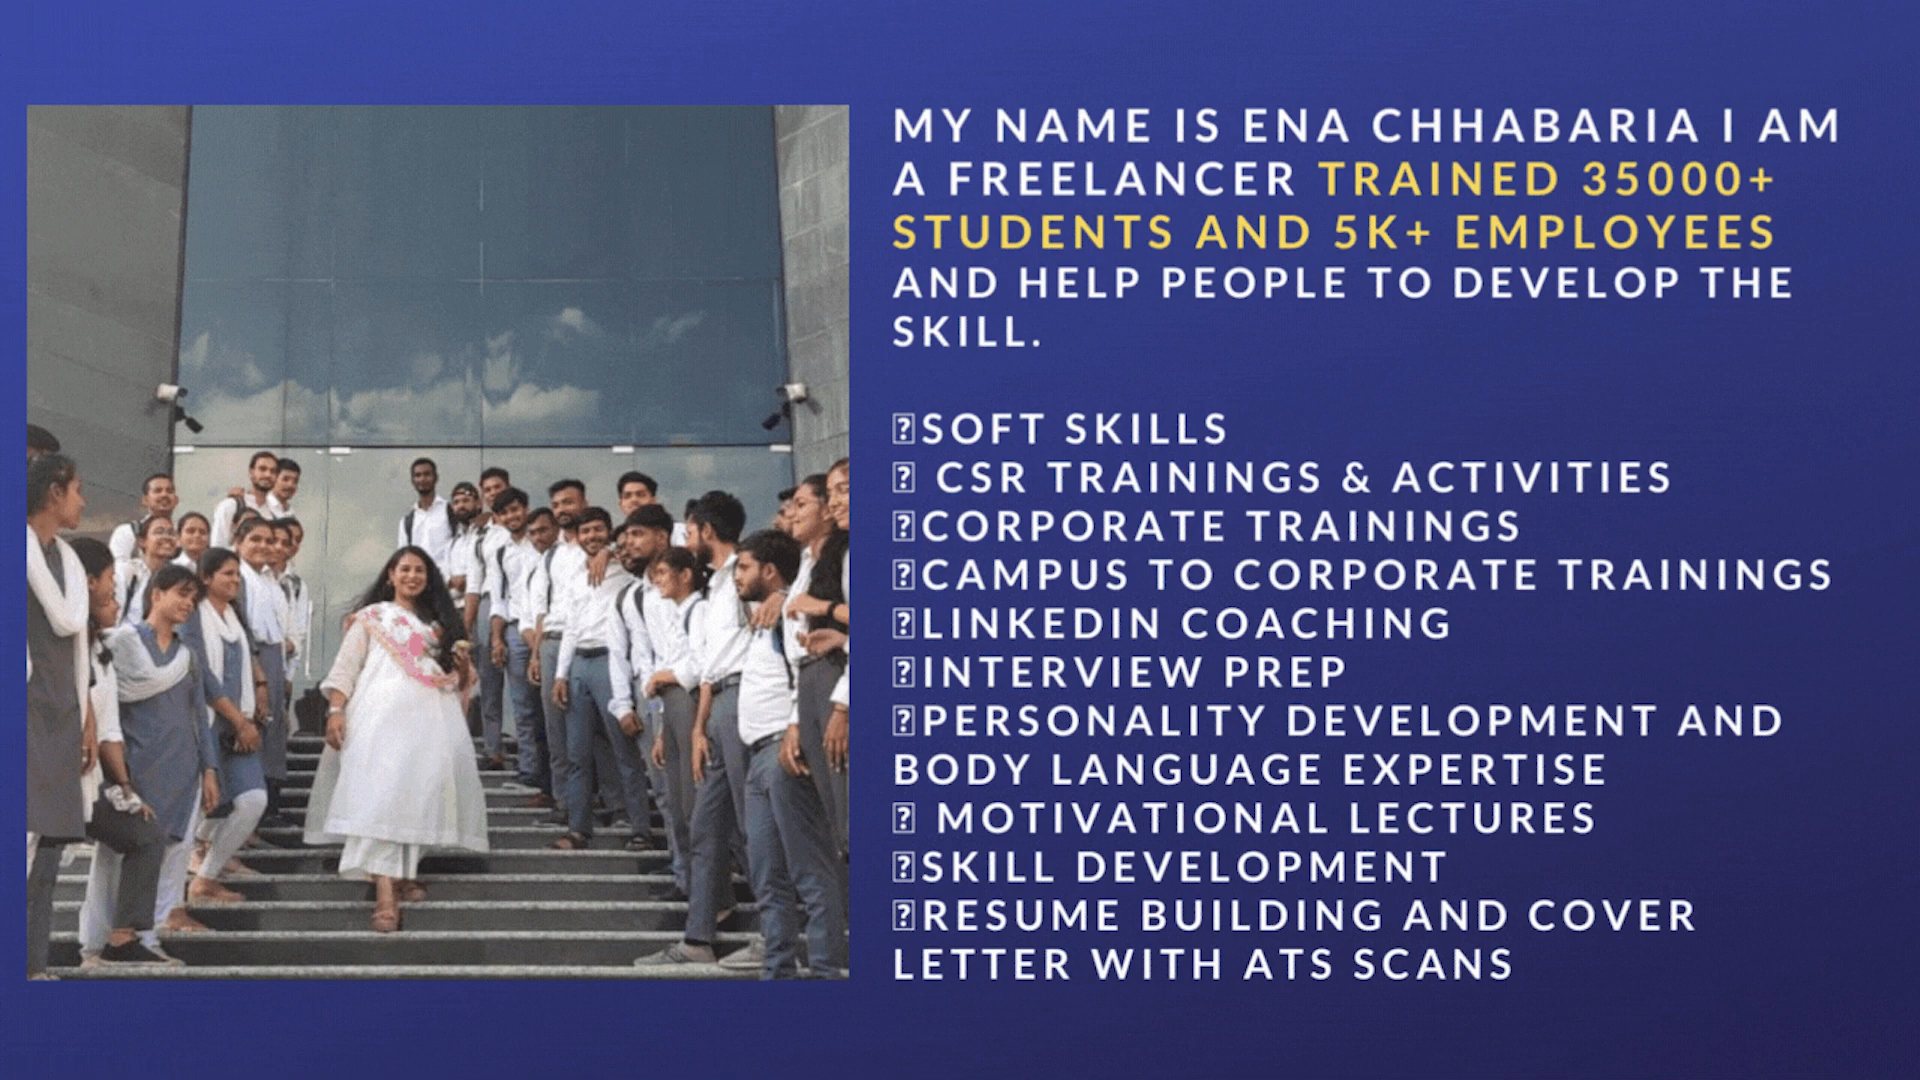 MY NAME IS ENA CHHABARIA I AM
A FREELANCER TRAINED 35000+
STUDENTS AND 5K+ EMPLOYEES
AND HELP PEOPLE TO DEVELOP THE
SKILL.
⍰SOFT SKILLS
⍰ CSR TRAININGS & ACTIVITIES
⍰CORPORATE TRAININGS
⍰CAMPUS TO CORPORATE TRAININGS
⍰LINKEDIN COACHING
⍰INTERVIEW PREP
⍰PERSONALITY DEVELOPMENT AND
BODY LANGUAGE EXPERTISE
⍰ MOTIVATIONAL LECTURES
⍰SKILL DEVELOPMENT
⍰RESUME BUILDING AND COVER
LETTER WITH ATS SCANS